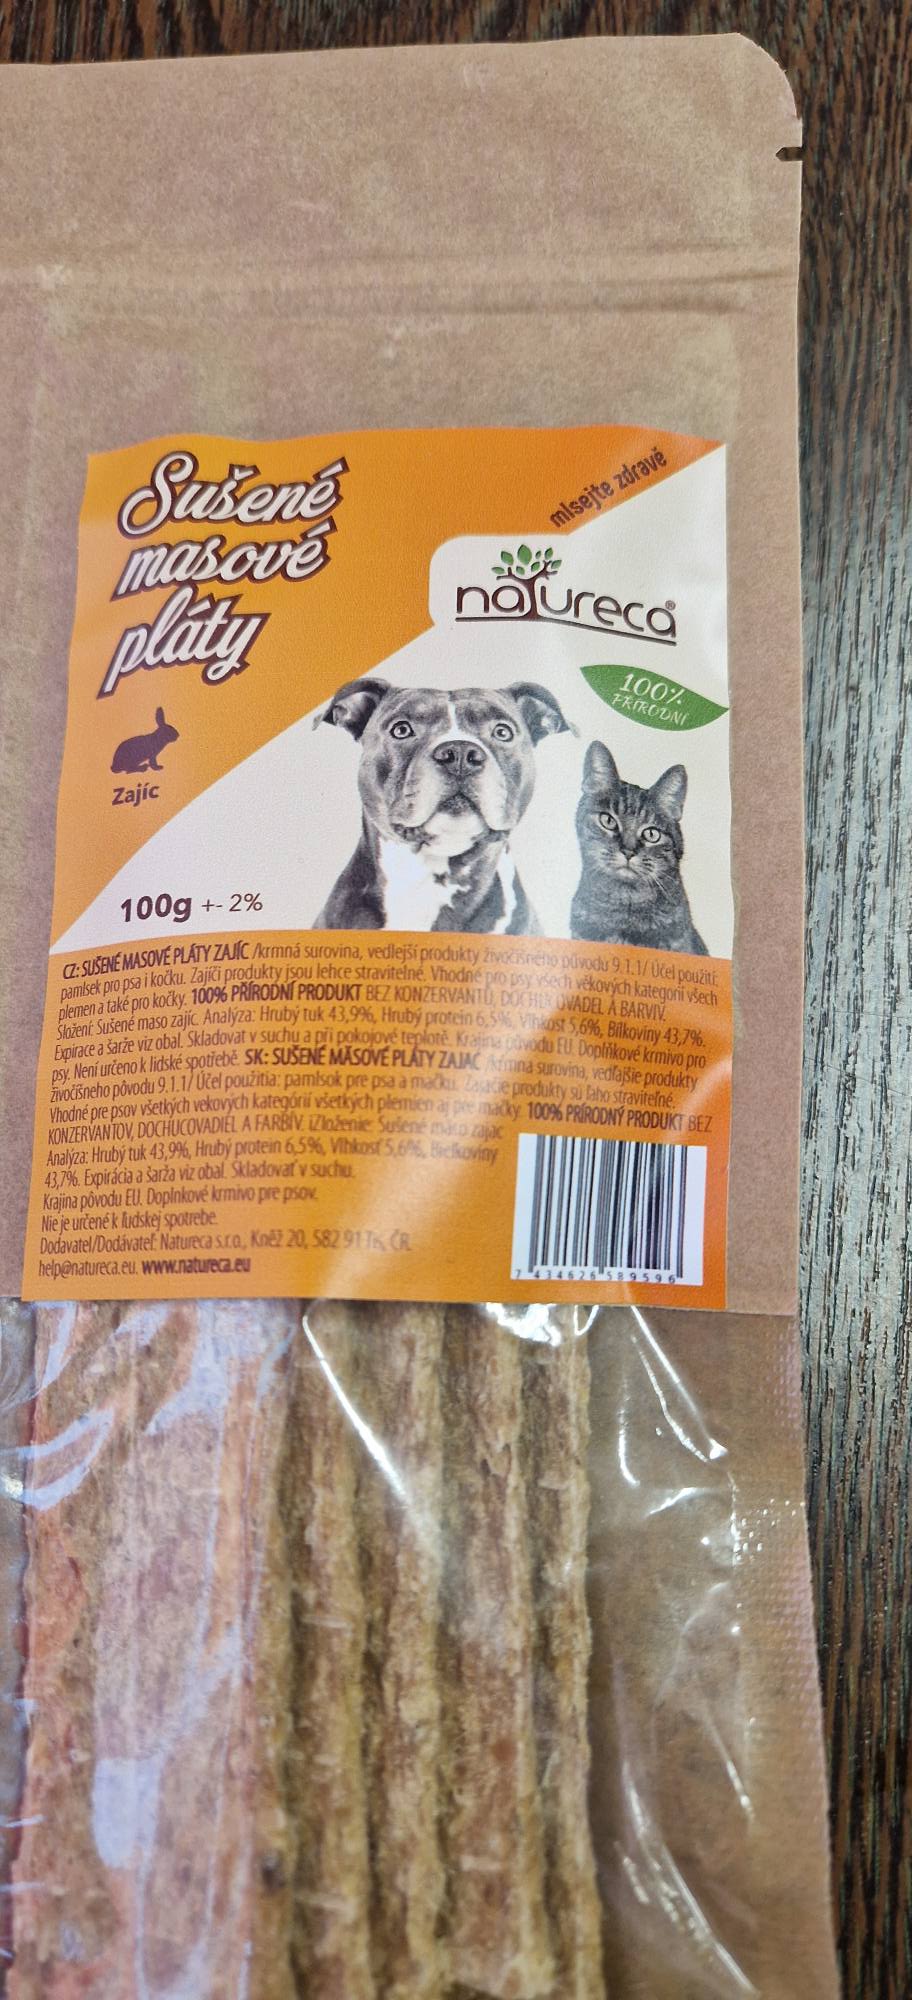 Sušené
masové
pláty
mlsejte zdravě
natureca®
100%
PŘÍRODNÍ
Zajíc
100g +- 2%
CZ: SUŠENÉ MASOVÉ PLÁTY ZAJÍC /krmná surovina, vedlejší produkty živočišného původu 9.1.1/ Účel použití:
pamlsek pro psa i kočku. Zaječí produkty jsou lehce stravitelné. Vhodné pro psy všech věkových kategorií všech
plemen a také pro kočky. 100% PŘÍRODNÍ PRODUKT BEZ KONZERVANTŮ, DOCHUCOVADEL A BARVIV.
Složení: Sušené maso zajíc. Analýza: Hrubý tuk 43,9%, Hrubý protein 6,5%, Vlhkost 5,6%, Bílkoviny 43,7%.
Expirace a šarže viz obal. Skladovat v suchu a při pokojové teplotě. Krajina původu EU. Doplňkové krmivo pro
psy. Není určeno k lidské spotřebě. SK: SUŠENÉ MÄSOVÉ PLÁTY ZAJAC /kŕmna surovina, vedľajšie produkty
živočíšneho pôvodu 9.1.1/ Účel použitia: pamlsok pre psa a mačku. Zajačie produkty sú ľaho straviteľné.
Vhodné pre psov všetkých vekových kategórií všetkých plemien aj pre mačky. 100% PRÍRODNÝ PRODUKT BEZ
KONZERVANTOV, DOCHUCOVADIEL A FARBÍV. iZloženie: Sušené mäso zajac
Analýza: Hrubý tuk 43,9%, Hrubý protein 6,5%, Vlhkosť 5,6%, Bielkoviny
43,7%. Expirácia a šarža viz obal. Skladovať v suchu.
Krajina pôvodu EU. Doplnkové krmivo pre psov.
Nie je určené k ľudskej spotrebe.
Dodavatel/Dodávateľ: Natureca s.r.o., Kněž 20, 582 91 TK, ČR
help@natureca.eu. www.natureca.eu
7 434626 589596